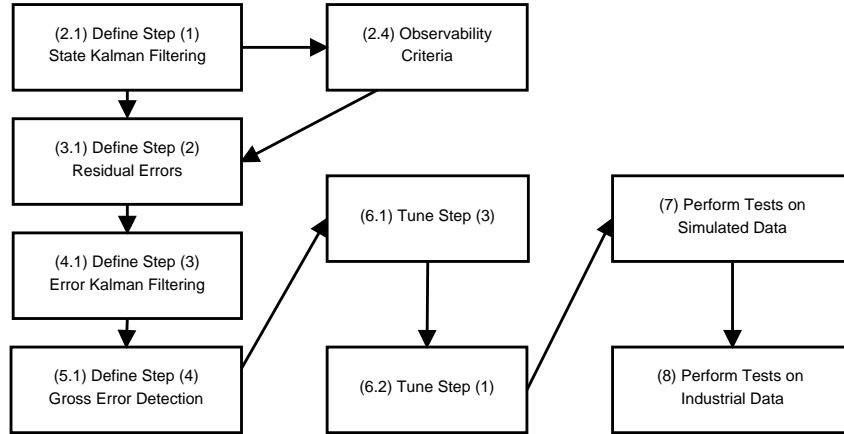 (2.1) Define Step (1)
State Kalman Filtering
(2.4) Observability
Criteria
(3.1) Define Step (2)
Residual Errors
(4.1) Define Step (3)
Error Kalman Filtering
(5.1) Define Step (4)
Gross Error Detection
(6.1) Tune Step (3)
(6.2) Tune Step (1)
(7) Perform Tests on
Simulated Data
(8) Perform Tests on
Industrial Data